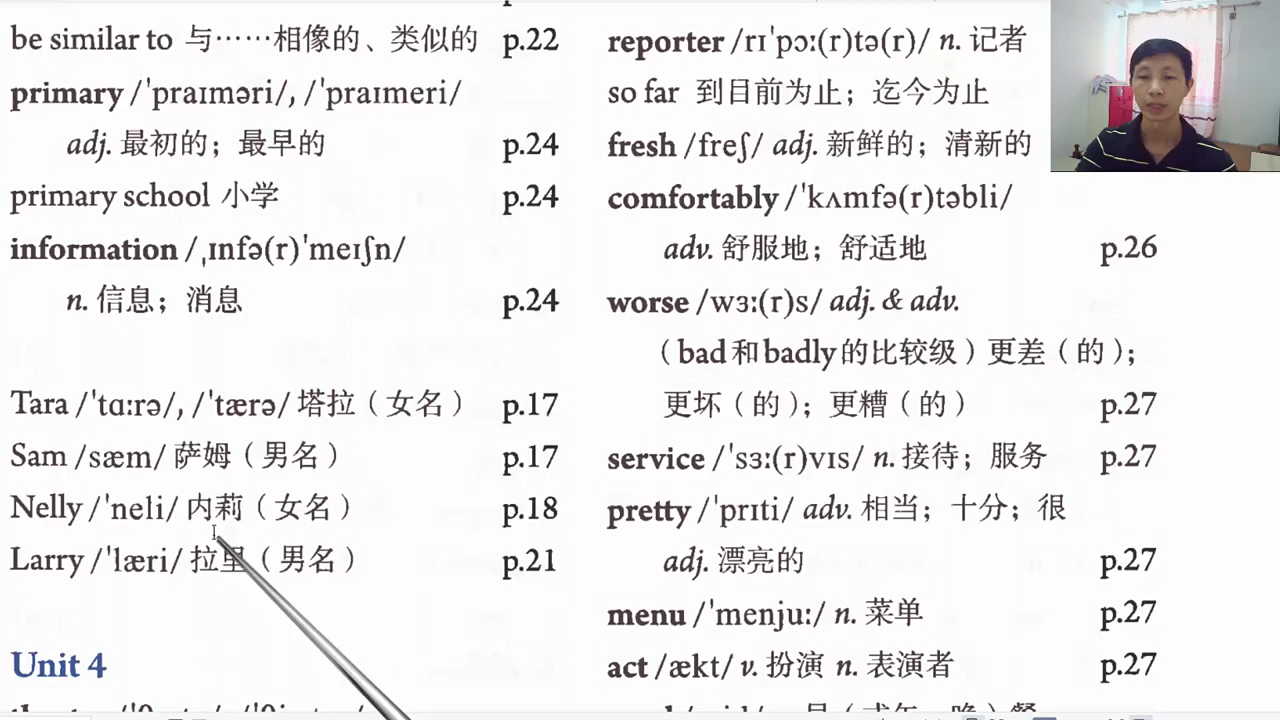 be similar to 与……相像的、类似的 p.22
primary /ˈpraɪməri/, /ˈpraɪmeri/
adj. 最初的；最早的 p.24
primary school 小学 p.24
information /ˌɪnfə(r)ˈmeɪʃn/
n. 信息；消息 p.24
Tara /ˈtɑːrə/, /ˈtærə/ 塔拉（女名） p.17
Sam /sæm/ 萨姆（男名） p.17
Nelly /ˈneli/ 内莉（女名） p.18
Larry /ˈlæri/ 拉里（男名） p.21
Unit 4
reporter /rɪˈpɔː(r)tə(r)/ n. 记者
so far 到目前为止；迄今为止
fresh /freʃ/ adj. 新鲜的；清新的
comfortably /ˈkʌmfə(r)təbli/
adv. 舒服地；舒适地 p.26
worse /wɜː(r)s/ adj. & adv.
（bad和badly的比较级）更差（的）；
更坏（的）；更糟（的） p.27
service /ˈsɜː(r)vɪs/ n. 接待；服务 p.27
pretty /ˈprɪti/ adv. 相当；十分；很
adj. 漂亮的 p.27
menu /ˈmenjuː/ n. 菜单 p.27
act /ækt/ v. 扮演 n. 表演者 p.27